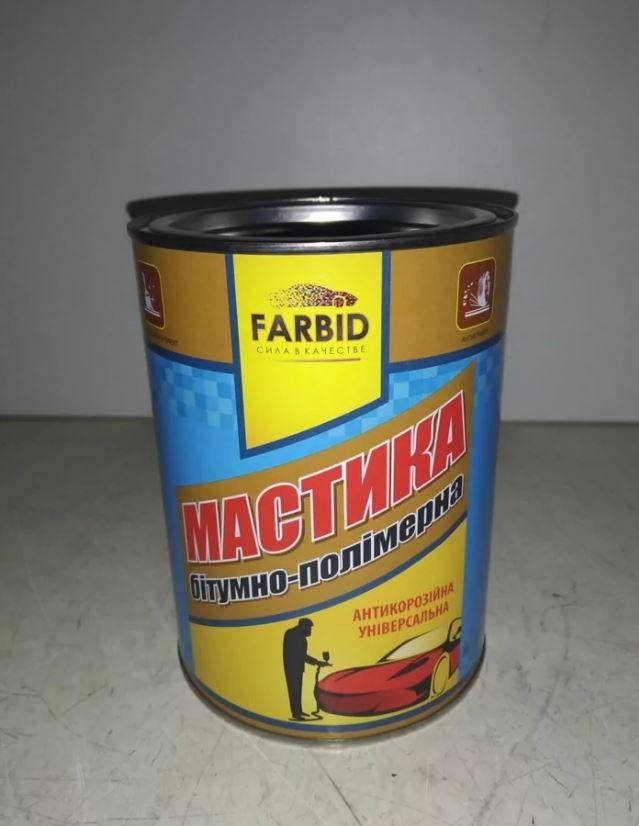 FARBID
СИЛА В КАЧЕСТВЕ
МАСТИКА
бітумно-полімерна
АНТИКОРОЗІЙНА
УНІВЕРСАЛЬНА